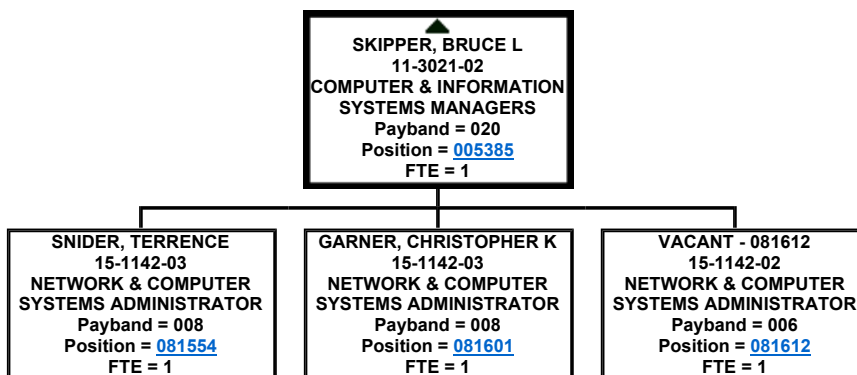 SKIPPER, BRUCE L
11-3021-02
COMPUTER & INFORMATION
SYSTEMS MANAGERS
Payband = 020
Position = 005385
FTE = 1
SNIDER, TERRENCE
15-1142-03
NETWORK & COMPUTER
SYSTEMS ADMINISTRATOR
Payband = 008
Position = 081554
FTE = 1
GARNER, CHRISTOPHER K
15-1142-03
NETWORK & COMPUTER
SYSTEMS ADMINISTRATOR
Payband = 008
Position = 081601
FTE = 1
VACANT - 081612
15-1142-02
NETWORK & COMPUTER
SYSTEMS ADMINISTRATOR
Payband = 006
Position = 081612
FTE = 1